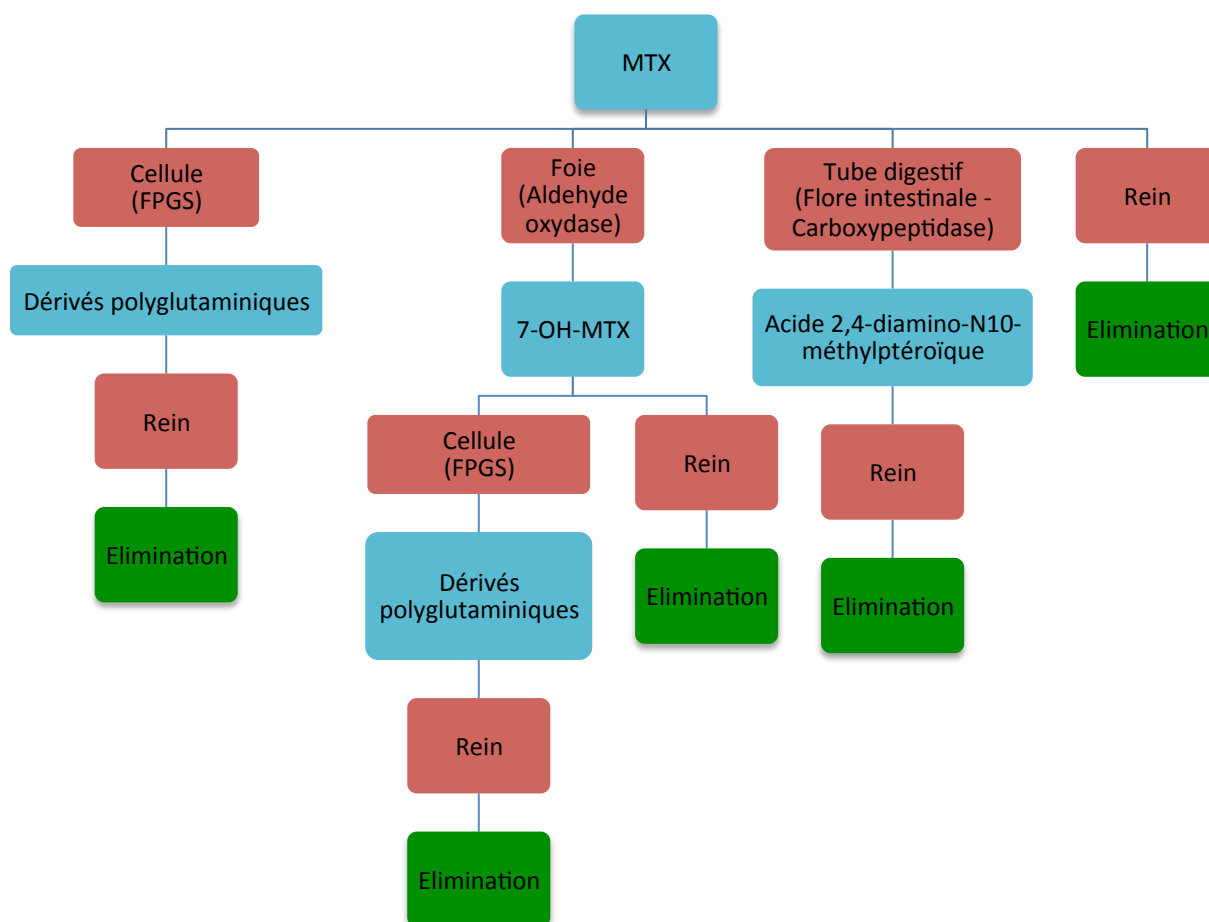 MTX
Cellule
(FPGS)
Dérivés polyglutaminiques
Rein
Elimination
Foie
(Aldehyde
oxydase)
7-OH-MTX
Cellule
(FPGS)
Dérivés
polyglutaminiques
Rein
Elimination
Rein
Elimination
Tube digestif
(Flore intestinale -
Carboxypeptidase)
Acide 2,4-diamino-N10-
méthylptéroïque
Rein
Elimination
Rein
Elimination